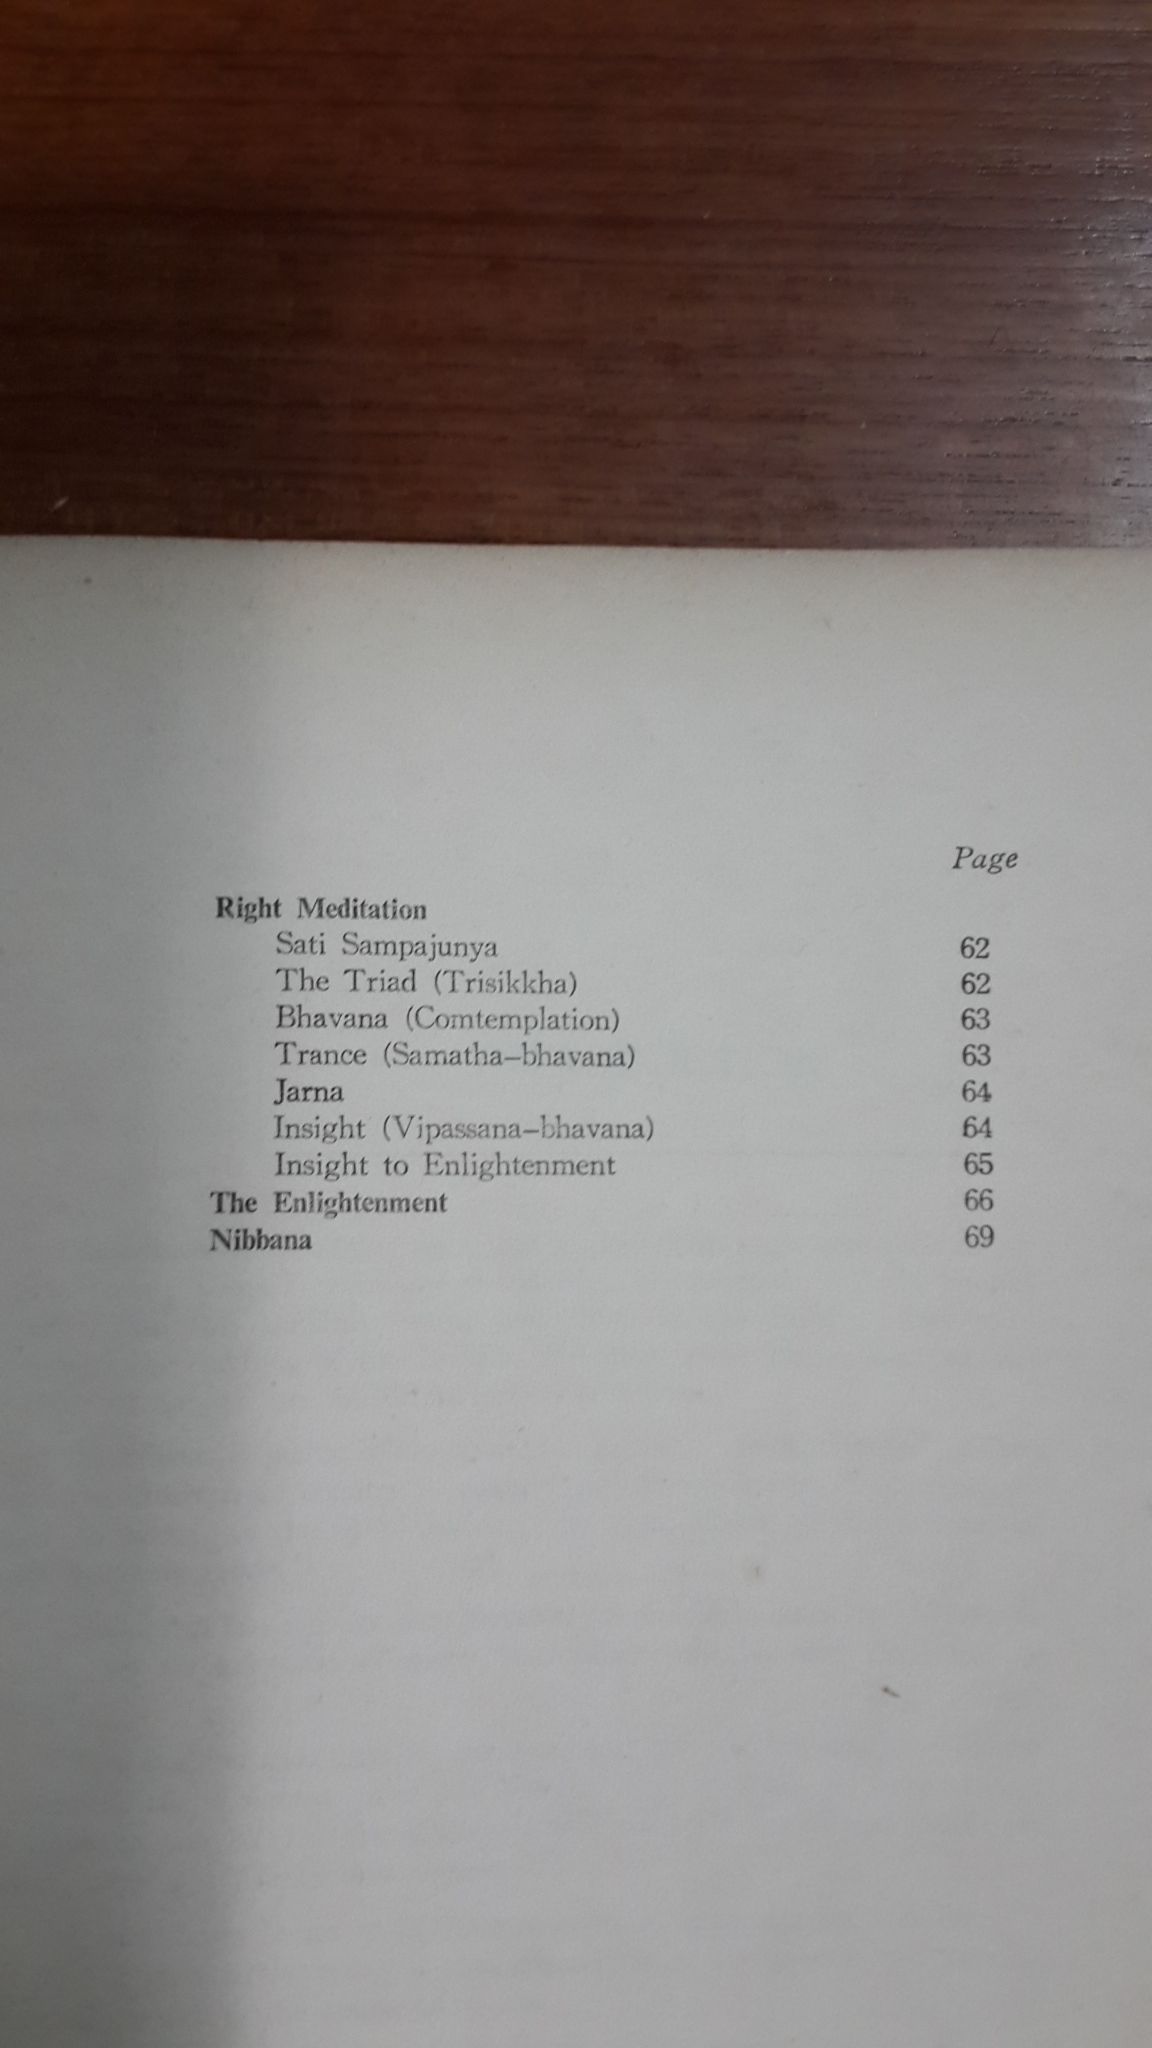 Page
Right Meditation
Sati Sampajunya 62
The Triad (Trisikkha) 62
Bhavana (Comtemplation) 63
Trance (Samatha–bhavana) 63
Jarna 64
Insight (Vipassana–bhavana) 64
Insight to Enlightenment 65
The Enlightenment 66
Nibbana 69